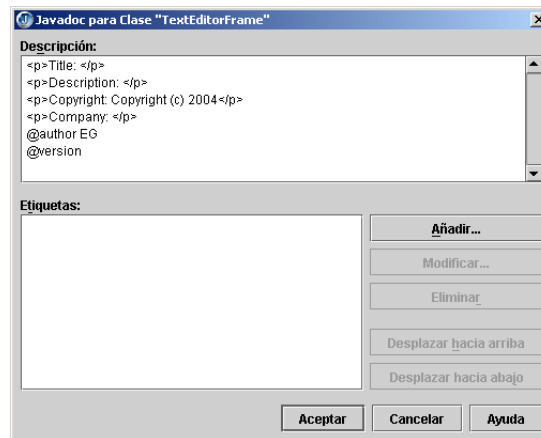 Javadoc para Clase "TextEditorFrame"
Descripción:
<p>Title: </p>
<p>Description: </p>
<p>Copyright: Copyright (c) 2004</p>
<p>Company: </p>
@author EG
@version
Etiquetas:
Añadir...
Modificar...
Eliminar
Desplazar hacia arriba
Desplazar hacia abajo
Aceptar Cancelar Ayuda